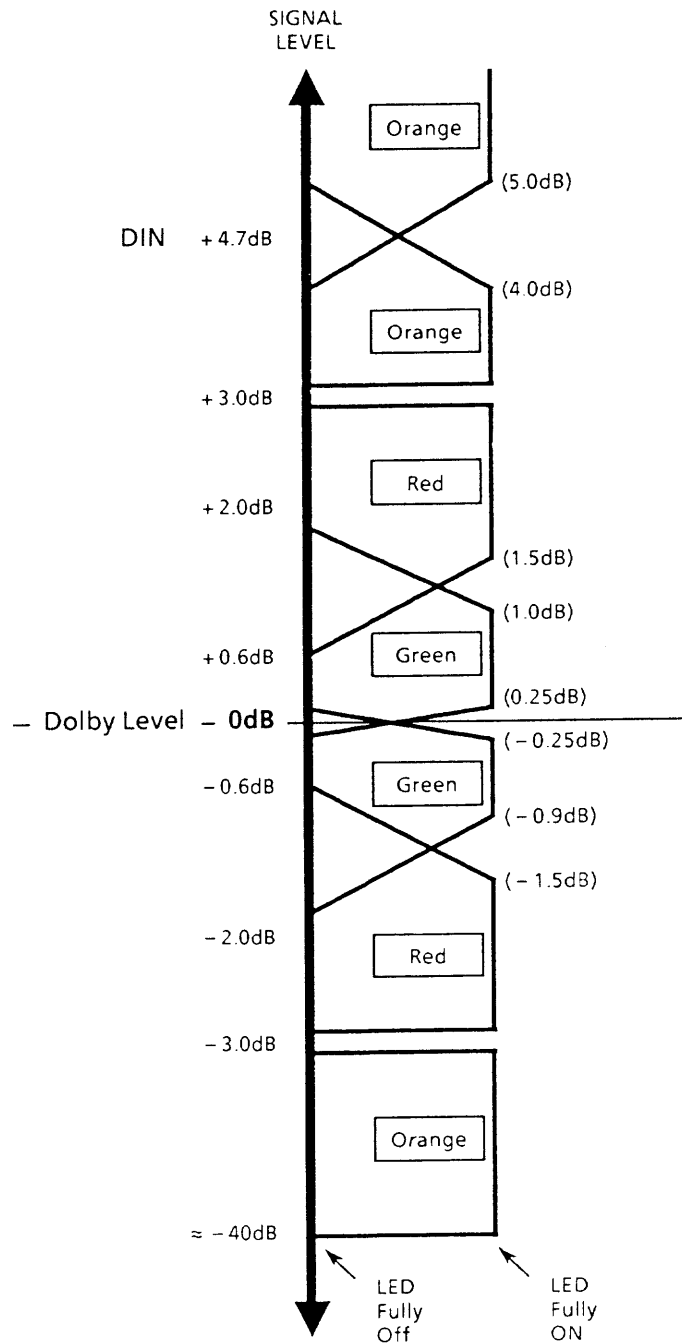 SIGNAL
LEVEL
Orange
(5.0dB)
DIN + 4.7dB
(4.0dB)
Orange
+ 3.0dB
Red
+ 2.0dB
(1.5dB)
(1.0dB)
+ 0.6dB
Green
(0.25dB)
– Dolby Level – 0dB
(– 0.25dB)
– 0.6dB
Green
(– 0.9dB)
(– 1.5dB)
– 2.0dB
Red
– 3.0dB
Orange
≈ – 40dB
LED
Fully
Off
LED
Fully
ON